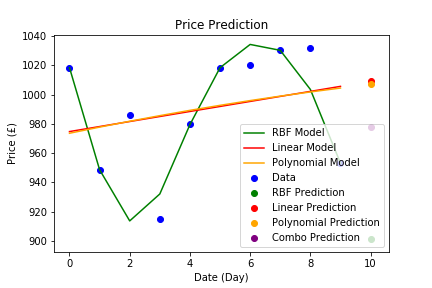 Price Prediction
Price (£)
1040
1020
1000
980
960
940
920
900
RBF Model
Linear Model
Polynomial Model
Data
RBF Prediction
Linear Prediction
Polynomial Prediction
Combo Prediction
0 2 4 6 8 10
Date (Day)